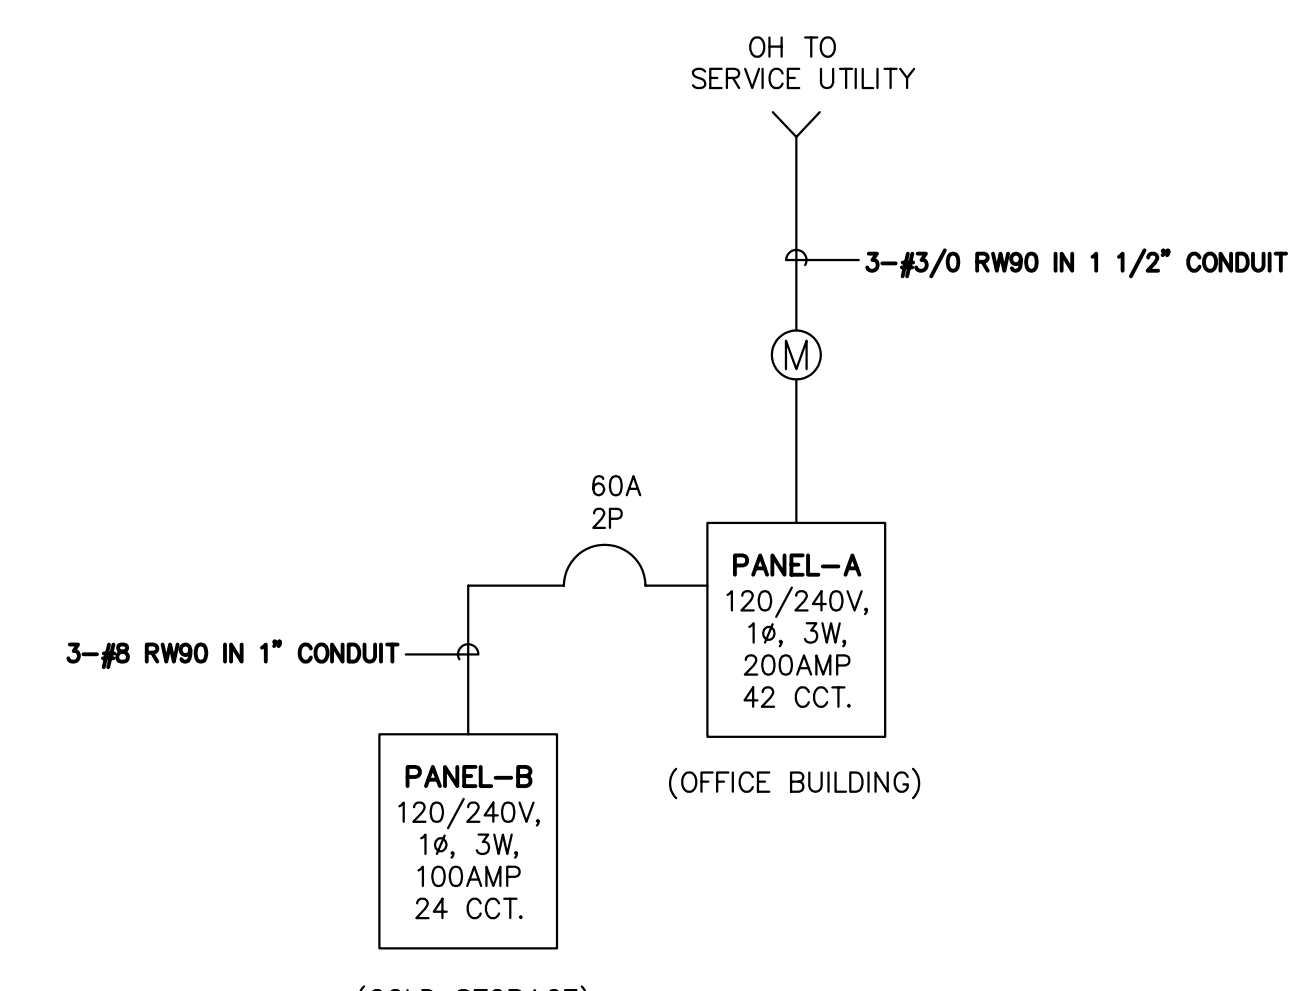 OH TO
SERVICE UTILITY
3-#3/0 RW90 IN 1 1/2" CONDUIT
M
60A
2P
PANEL-A
120/240V,
1ø, 3W,
200AMP
42 CCT.
(OFFICE BUILDING)
3-#8 RW90 IN 1" CONDUIT
PANEL-B
120/240V,
1ø, 3W,
100AMP
24 CCT.